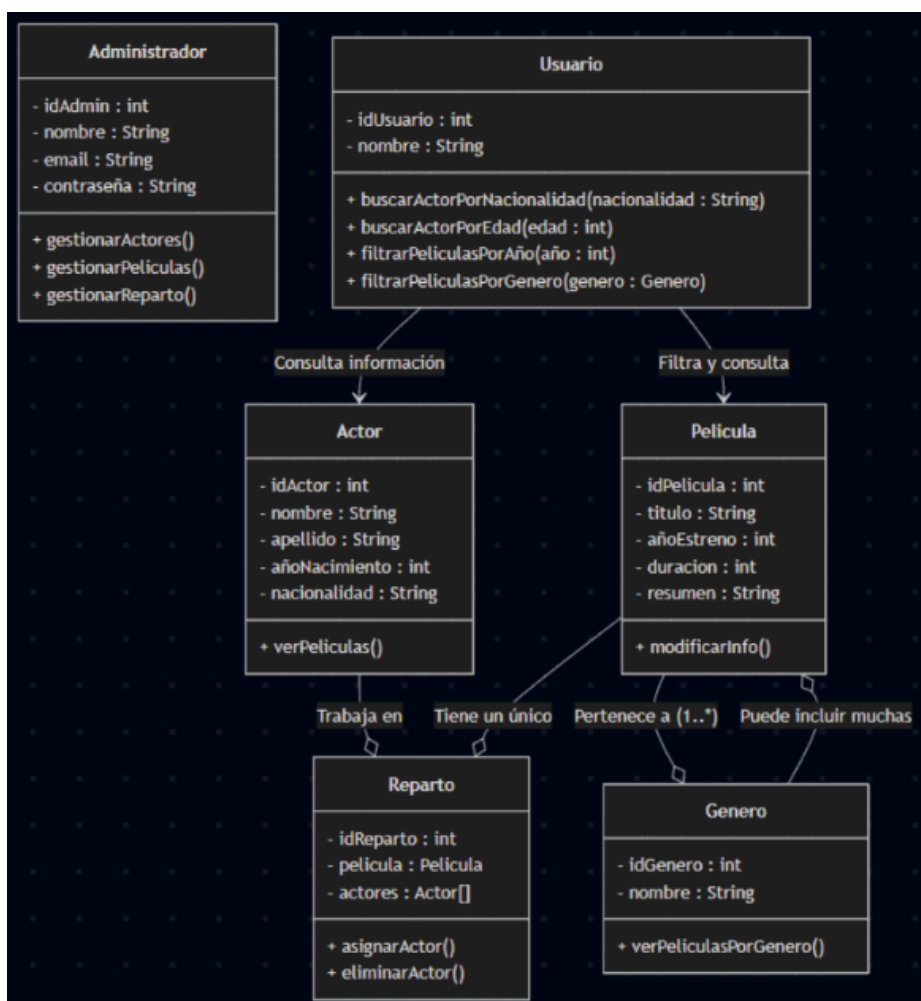 Administrador
- idAdmin : int
- nombre : String
- email : String
- contraseña : String
+ gestionarActores()
+ gestionarPeliculas()
+ gestionarReparto()
Usuario
- idUsuario : int
- nombre : String
+ buscarActorPorNacionalidad(nacionalidad : String)
+ buscarActorPorEdad(edad : int)
+ filtrarPeliculasPorAño(año : int)
+ filtrarPeliculasPorGenero(genero : Genero)
Consulta información
Filtra y consulta
Actor
- idActor : int
- nombre : String
- apellido : String
- añoNacimiento : int
- nacionalidad : String
+ verPeliculas()
Pelicula
- idPelicula : int
- titulo : String
- añoEstreno : int
- duracion : int
- resumen : String
+ modificarInfo()
Trabaja en
Tiene un único
Pertenece a (1..*)
Puede incluir muchas
Reparto
- idReparto : int
- pelicula : Pelicula
- actores : Actor[]
+ asignarActor()
+ eliminarActor()
Genero
- idGenero : int
- nombre : String
+ verPeliculasPorGenero()